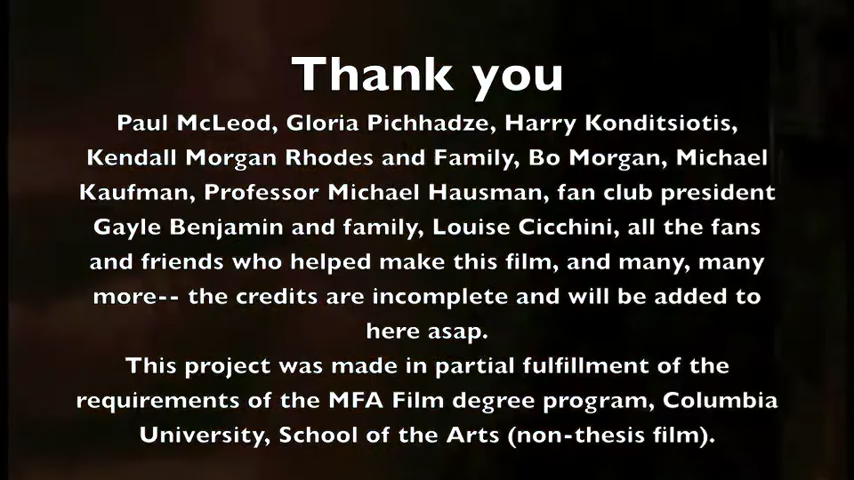 Thank you
Paul McLeod, Gloria Pichhadze, Harry Konditsiotis,
Kendall Morgan Rhodes and Family, Bo Morgan, Michael
Kaufman, Professor Michael Hausman, fan club president
Gayle Benjamin and family, Louise Cicchini, all the fans
and friends who helped make this film, and many, many
more-- the credits are incomplete and will be added to
here asap.
This project was made in partial fulfillment of the
requirements of the MFA Film degree program, Columbia
University, School of the Arts (non-thesis film).